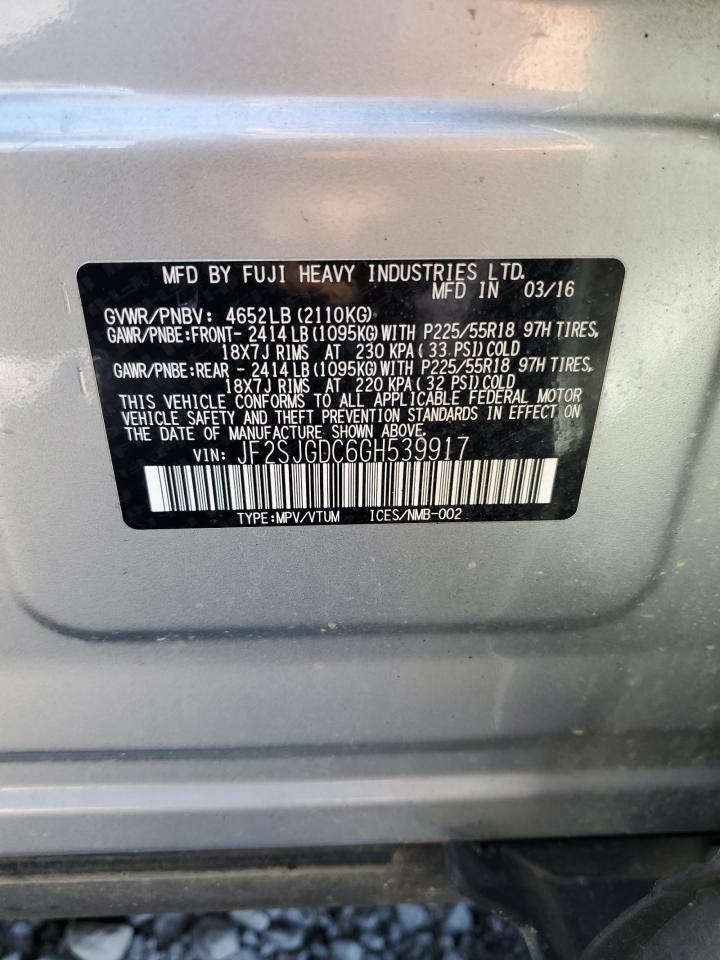 MFD BY FUJI HEAVY INDUSTRIES LTD.
MFD IN 03/16
GVWR/PNBV: 4652LB(2110KG)
GAWR/PNBE:FRONT- 2414LB(1095KG)WITH P225/55R18 97H TIRES,
18X7J RIMS AT 230 KPA(33 PSI)COLD
GAWR/PNBE:REAR - 2414LB(1095KG)WITH P225/55R18 97H TIRES,
18X7J RIMS AT 220 KPA(32 PSI)COLD
THIS VEHICLE CONFORMS TO ALL APPLICABLE FEDERAL MOTOR
VEHICLE SAFETY AND THEFT PREVENTION STANDARDS IN EFFECT ON
THE DATE OF MANUFACTURE SHOWN ABOVE.
VIN: JF2SJGDC6GH539917
TYPE:MPV/VTUM ICES/NMB-002